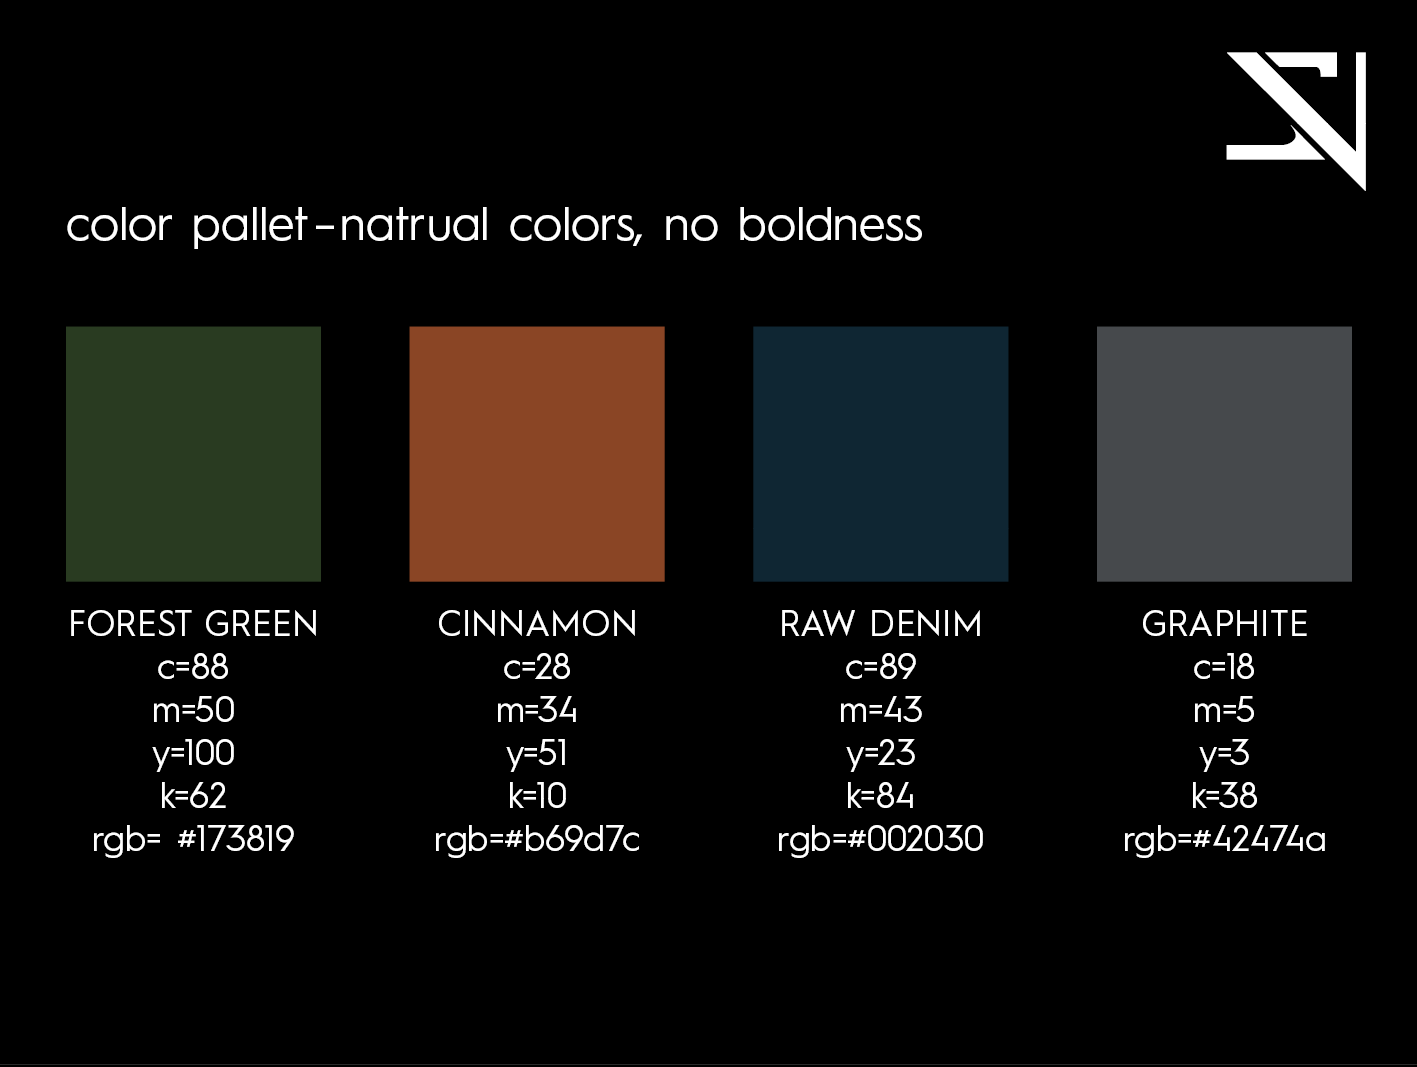 color pallet-natrual colors, no boldness
FOREST GREEN
c=88
m=50
y=100
k=62
rgb= #173819
CINNAMON
c=28
m=34
y=51
k=10
rgb=#b69d7c
RAW DENIM
c=89
m=43
y=23
k=84
rgb=#002030
GRAPHITE
c=18
m=5
y=3
k=38
rgb=#42474a